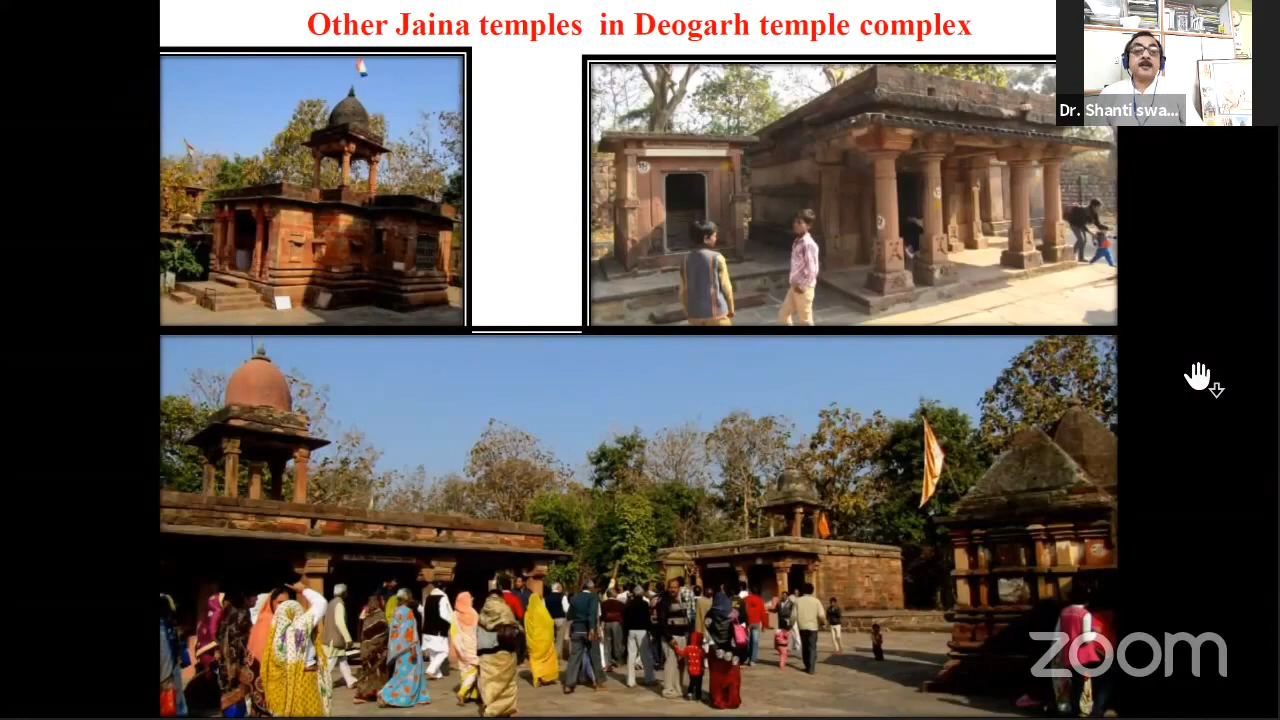 Other Jaina temples in Deogarh temple complex
Dr. Shanti swa...
zoom